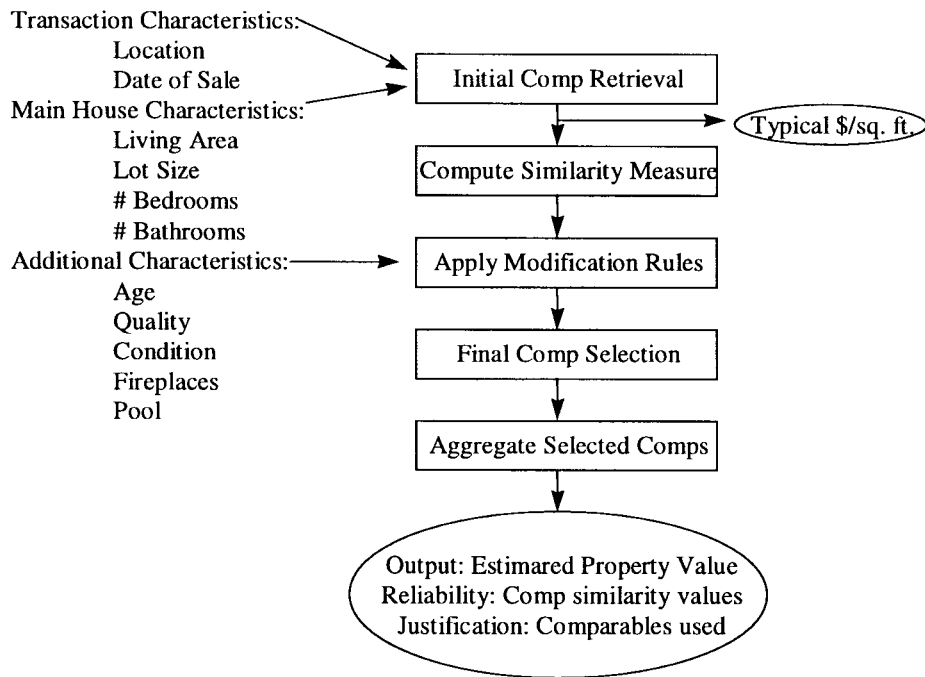 Transaction Characteristics:
Location
Date of Sale
Main House Characteristics:
Living Area
Lot Size
# Bedrooms
# Bathrooms
Additional Characteristics:
Age
Quality
Condition
Fireplaces
Pool
Initial Comp Retrieval
Typical $/sq. ft.
Compute Similarity Measure
Apply Modification Rules
Final Comp Selection
Aggregate Selected Comps
Output: Estimared Property Value
Reliability: Comp similarity values
Justification: Comparables used